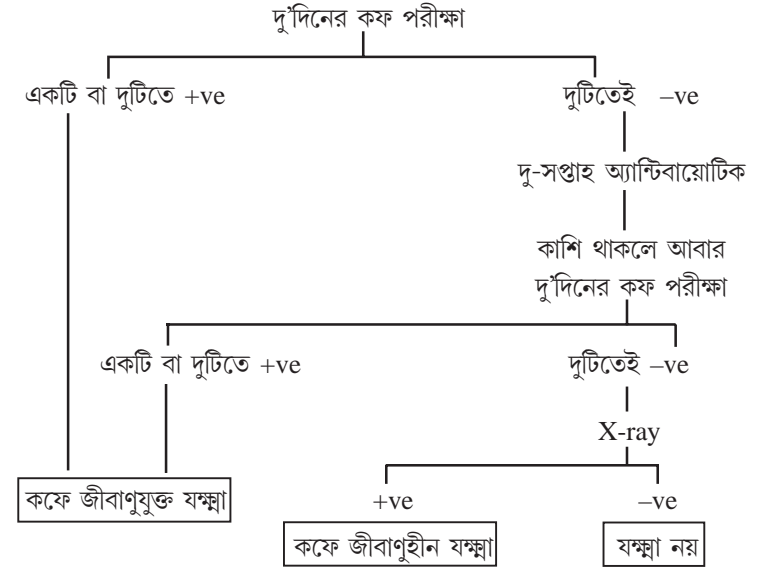 দু'দিনের কফ পরীক্ষা
একটি বা দুটিতে +ve
দুটিতেই –ve
দু-সপ্তাহ অ্যান্টিবায়োটিক
কাশি থাকলে আবার
দু'দিনের কফ পরীক্ষা
একটি বা দুটিতে +ve
দুটিতেই –ve
X-ray
কফে জীবাণুযুক্ত যক্ষ্মা
+ve
–ve
কফে জীবাণুহীন যক্ষ্মা
যক্ষ্মা নয়